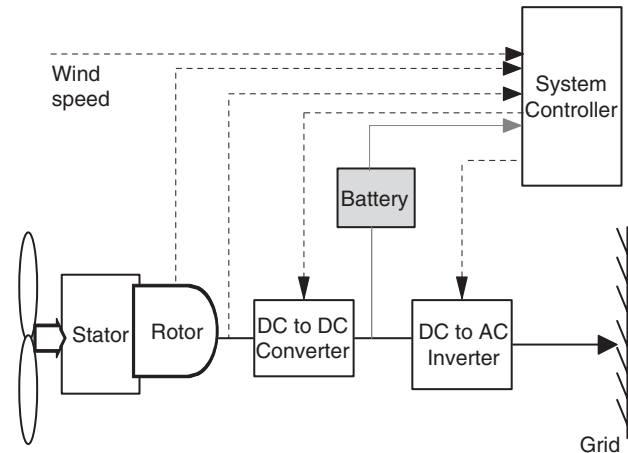 Wind
speed
System
Controller
Battery
Stator
Rotor
DC to DC
Converter
DC to AC
Inverter
Grid